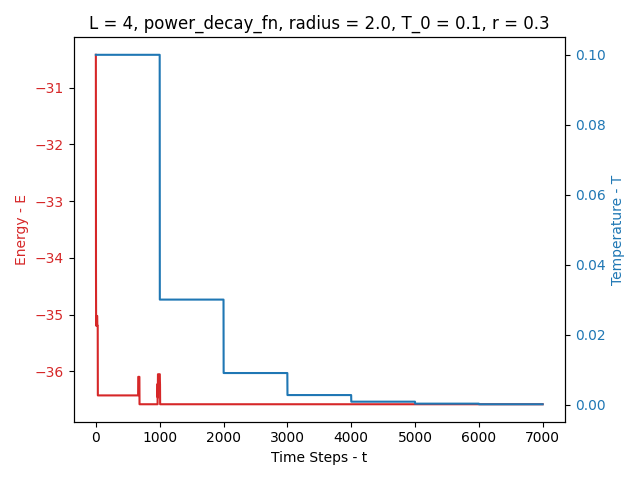 L = 4, power_decay_fn, radius = 2.0, T_0 = 0.1, r = 0.3
Energy - E
−31
−32
−33
−34
−35
−36
0.10
0.08
0.06
0.04
0.02
0.00
Temperature - T
0 1000 2000 3000 4000 5000 6000 7000
Time Steps - t